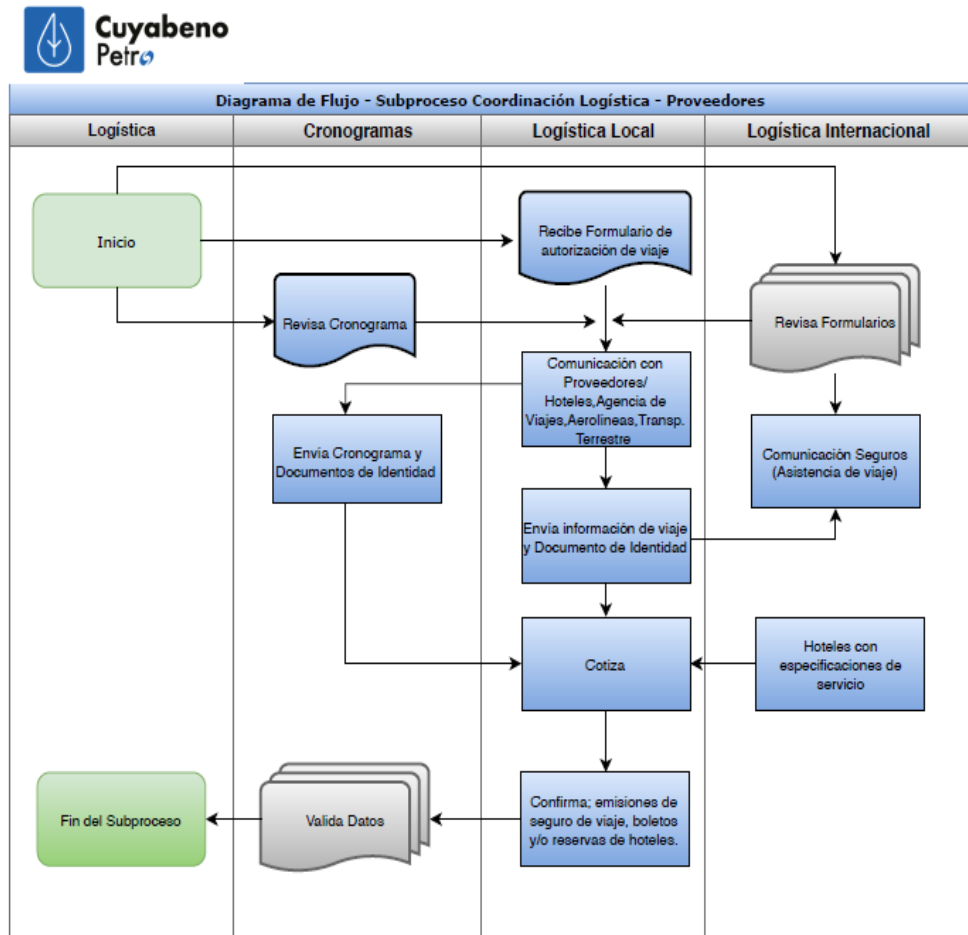 Cuyabeno
Petro
Diagrama de Flujo - Subproceso Coordinación Logística - Proveedores
Logística
Cronogramas
Logística Local
Logística Internacional
Inicio
Recibe Formulario de
autorización de viaje
Revisa Cronograma
Revisa Formularios
Comunicación con
Proveedores/
Hoteles,Agencia de
Viajes,Aerolíneas,Transp.
Terrestre
Envía Cronograma y
Documentos de Identidad
Comunicación Seguros
(Asistencia de viaje)
Envía información de viaje
y Documento de Identidad
Cotiza
Hoteles con
especificaciones de
servicio
Fin del Subproceso
Valida Datos
Confirma; emisiones de
seguro de viaje, boletos
y/o reservas de hoteles.